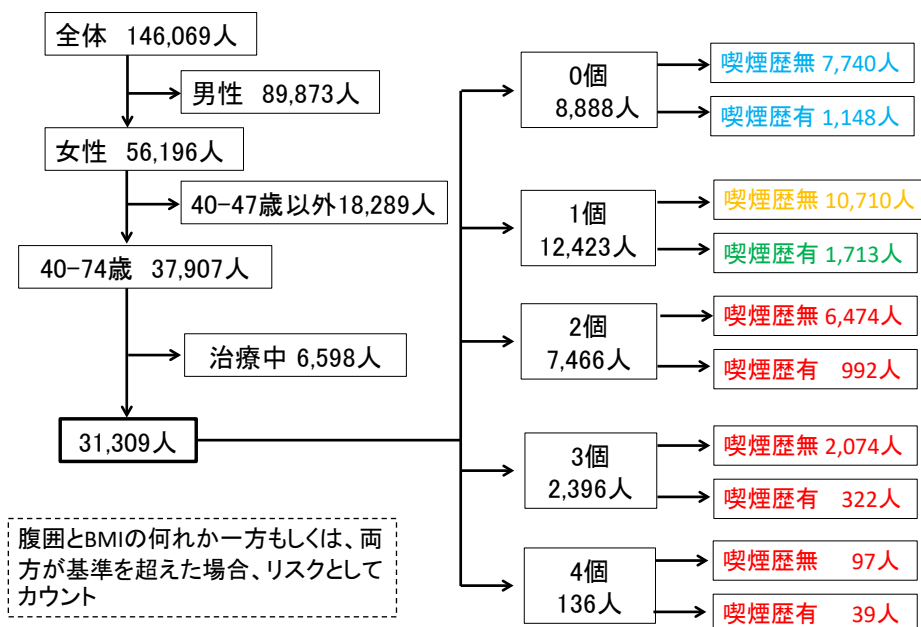 全体 146,069人
男性 89,873人
女性 56,196人
40-47歳以外18,289人
40-74歳 37,907人
治療中 6,598人
31,309人
腹囲とBMIの何れか一方もしくは、両
方が基準を超えた場合、リスクとして
カウント
0個
8,888人
喫煙歴無 7,740人
喫煙歴有 1,148人
1個
12,423人
喫煙歴無 10,710人
喫煙歴有 1,713人
2個
7,466人
喫煙歴無 6,474人
喫煙歴有 992人
3個
2,396人
喫煙歴無 2,074人
喫煙歴有 322人
4個
136人
喫煙歴無 97人
喫煙歴有 39人